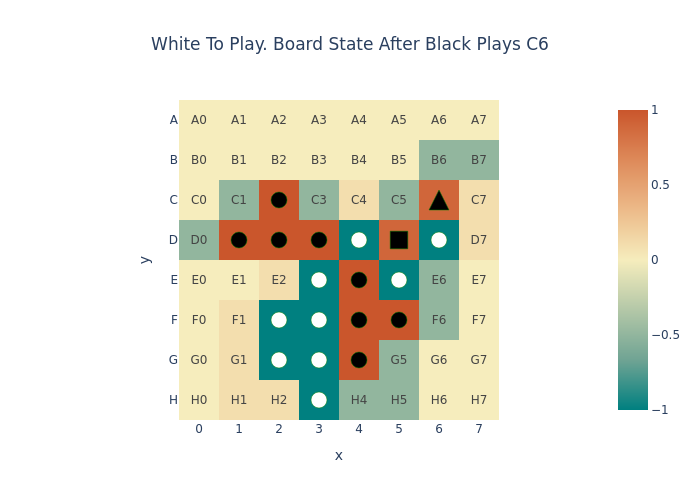 White To Play. Board State After Black Plays C6
A A0 A1 A2 A3 A4 A5 A6 A7
B B0 B1 B2 B3 B4 B5 B6 B7
C C0 C1 C3 C4 C5 C7
D D0 D7
E E0 E1 E2 E6 E7
F F0 F1 F6 F7
G G0 G1 G5 G6 G7
H H0 H1 H2 H4 H5 H6 H7
0 1 2 3 4 5 6 7
x
y
1
0.5
0
−0.5
−1